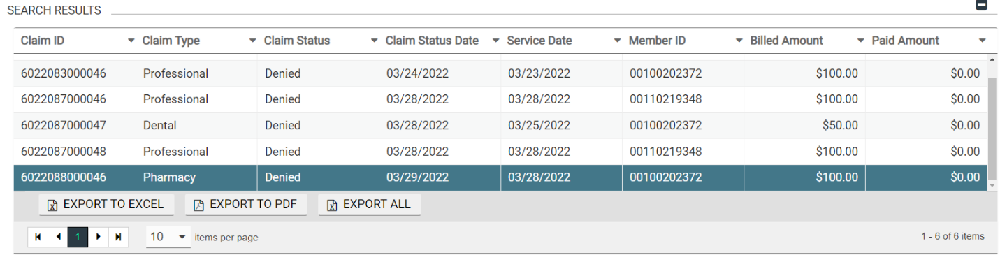 SEARCH RESULTS
Claim ID Claim Type Claim Status Claim Status Date Service Date Member ID Billed Amount Paid Amount
6022083000046 Professional Denied 03/24/2022 03/23/2022 00100202372 $100.00 $0.00
6022087000046 Professional Denied 03/28/2022 03/28/2022 00110219348 $100.00 $0.00
6022087000047 Dental Denied 03/28/2022 03/25/2022 00100202372 $50.00 $0.00
6022087000048 Professional Denied 03/28/2022 03/28/2022 00110219348 $100.00 $0.00
6022088000046 Pharmacy Denied 03/29/2022 03/28/2022 00100202372 $100.00 $0.00
EXPORT TO EXCEL EXPORT TO PDF EXPORT ALL
1 10 items per page 1 - 6 of 6 items